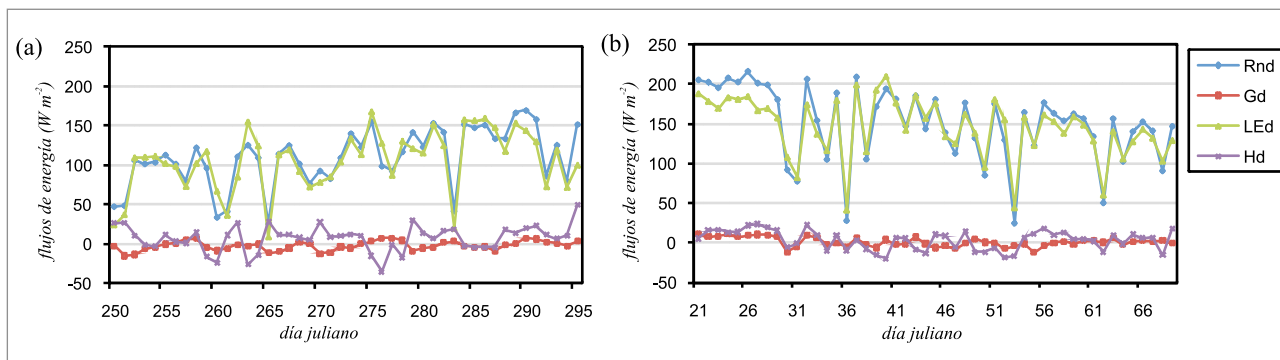 (a)
flujos de energía (W m-2)
250
200
150
100
50
0
-50
250 255 260 265 270 275 280 285 290 295
día juliano
(b)
flujos de energía (W m-2)
250
200
150
100
50
0
-50
21 26 31 36 41 46 51 56 61 66
día juliano
Rnd
Gd
LEd
Hd